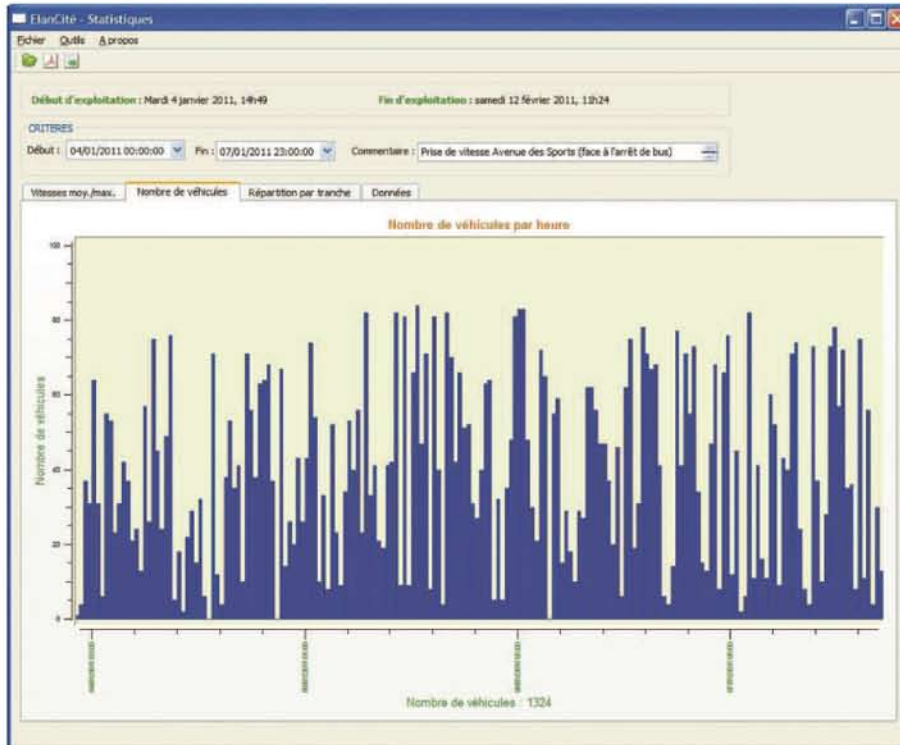 ElanCité - Statistiques
Fichier Outils A propos
Début d'exploitation : Mardi 4 janvier 2011, 14h49 Fin d'exploitation : samedi 12 février 2011, 11h24
CRITERES
Début : 04/01/2011 00:00:00 Fin : 07/01/2011 23:00:00 Commentaire : Prise de vitesse Avenue des Sports (face à l'arrêt de bus)
Vitesses moy./max. Nombre de véhicules Répartition par tranche Données
Nombre de véhicules par heure
Nombre de véhicules
100
80
60
40
20
0
Nombre de véhicules : 1324